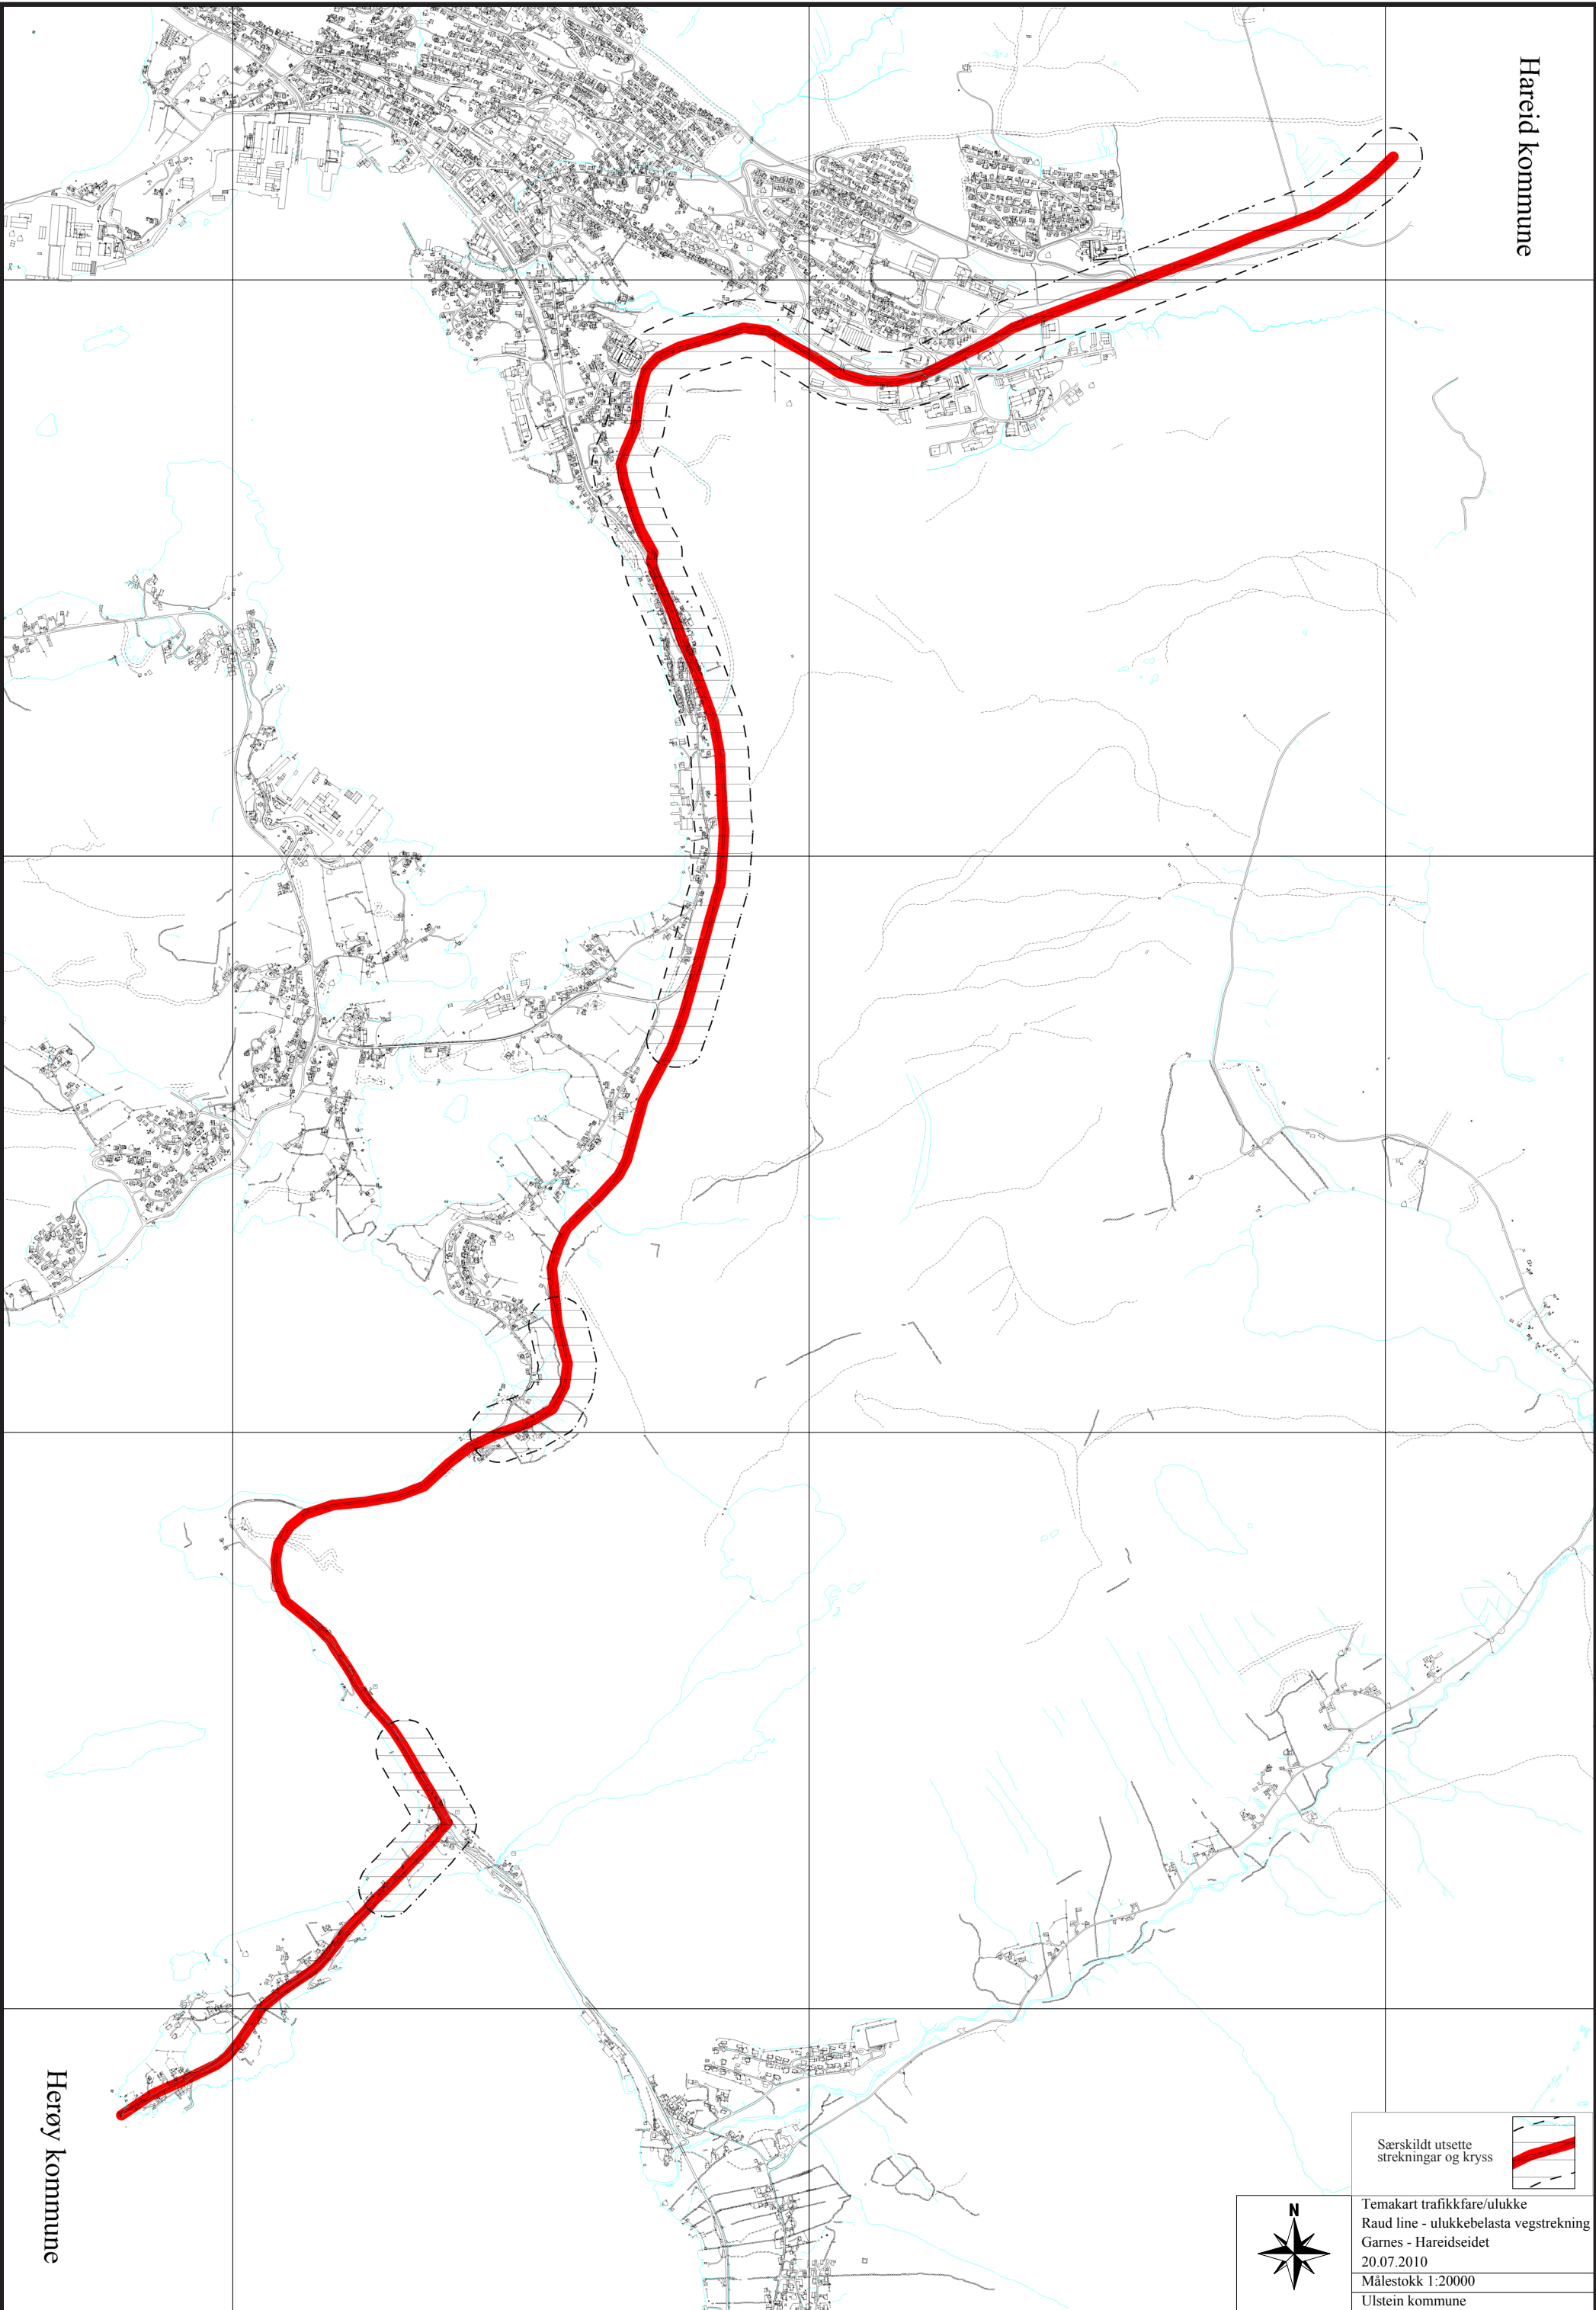 Hareid kommune
Herøy kommune
Særskildt utsette
strekningar og kryss
N
Temakart trafikkfare/ulukke
Raud line - ulukkebelasta vegstrekning
Garnes - Hareidseidet
20.07.2010
Målestokk 1:20000
Ulstein kommune